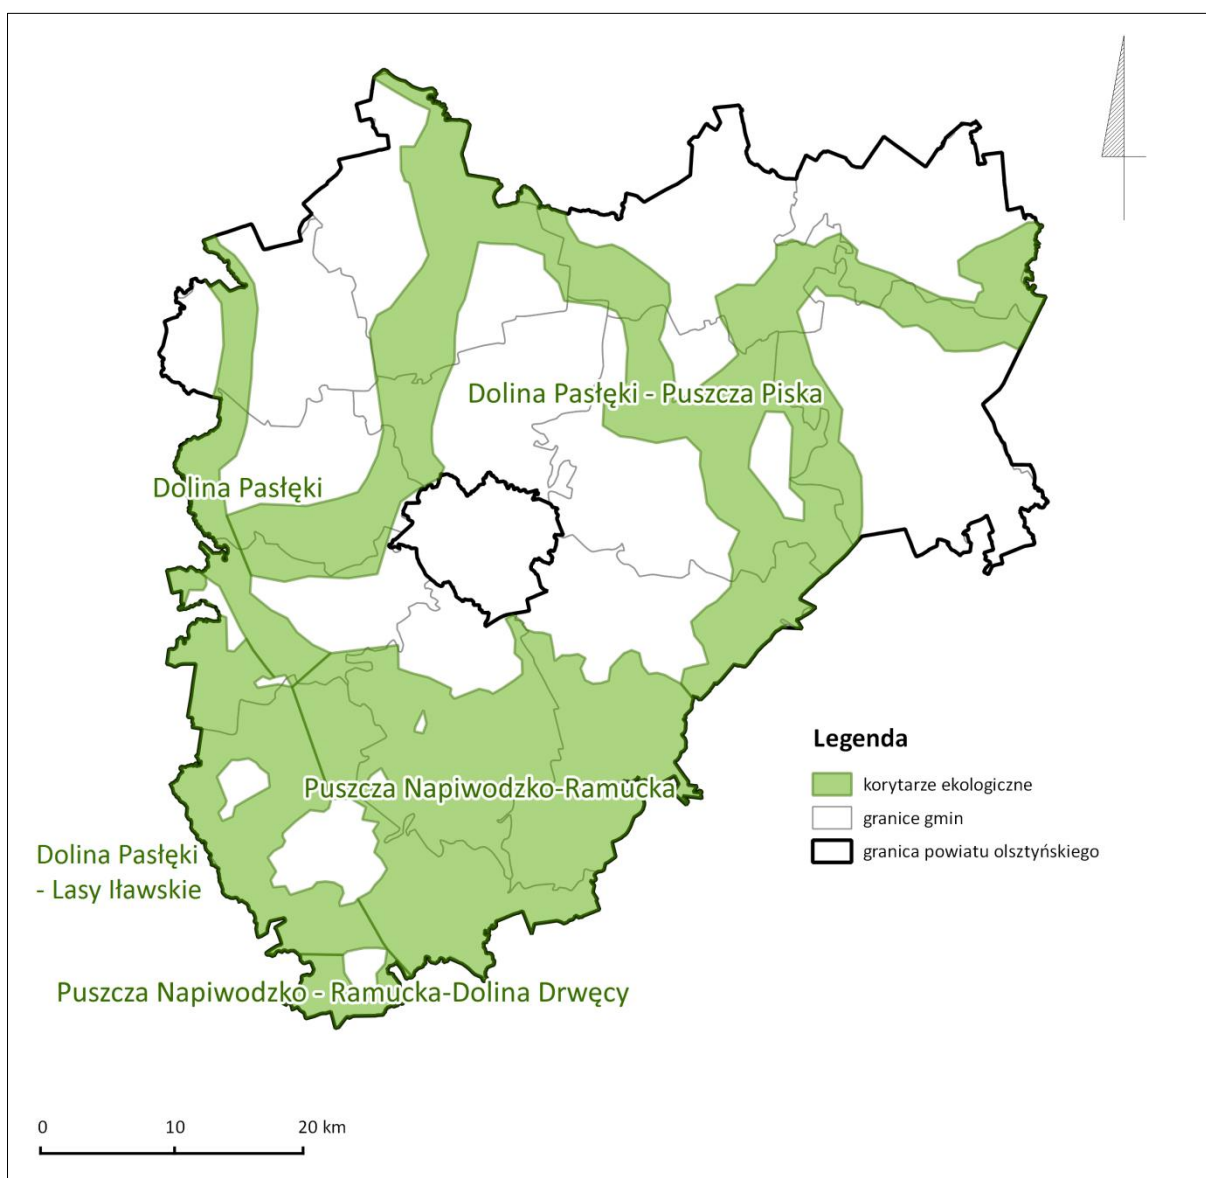 Dolina Pasłęki - Puszcza Piska
Dolina Pasłęki
Legenda
korytarze ekologiczne
granice gmin
granica powiatu olsztyńskiego
Puszcza Napiwodzko-Ramucka
Dolina Pasłęki
- Lasy Iławskie
Puszcza Napiwodzko - Ramucka-Dolina Drwęcy
0 10 20 km